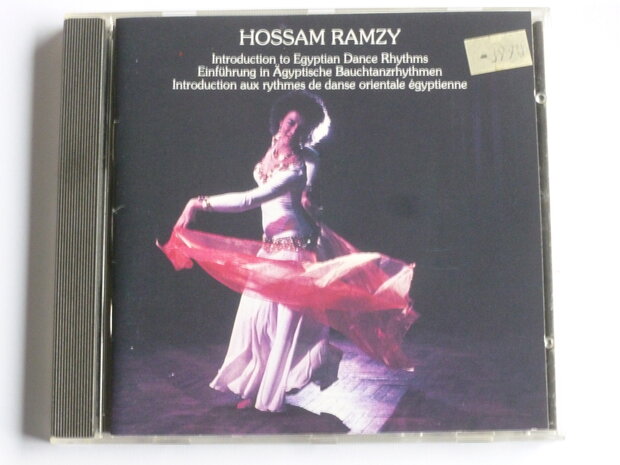 HOSSAM RAMZY
Introduction to Egyptian Dance Rhythms
Einführung in Ägyptische Bauchtanzrhythmen
Introduction aux rythmes de danse orientale égyptienne